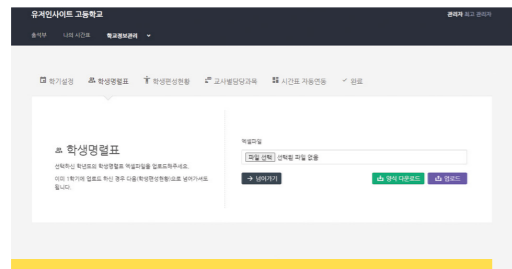 유저인사이트 고등학교
관리자 최고 관리자
출석부 나의 시간표 학교정보관리
학기설정 학생명렬표 학생편성현황 교사별담당과목 시간표 자동연동 완료
학생명렬표
선택하신 학년도의 학생명렬표 엑셀파일을 업로드해주세요.
이미 1학기에 업로드 하신 경우 다음(학생편성현황)으로 넘어가셔도
됩니다.
엑셀파일
파일 선택 선택된 파일 없음
넘어가기
양식 다운로드
업로드